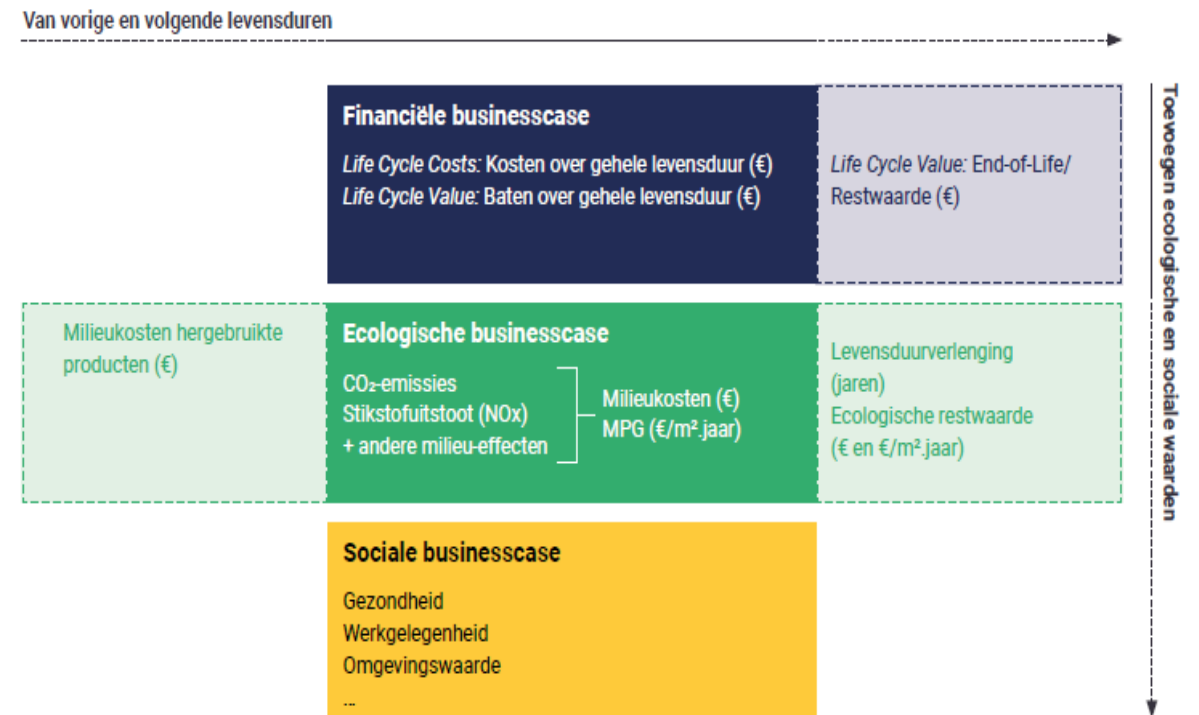 Van vorige en volgende levensduren
Financiële businesscase
Life Cycle Costs: Kosten over gehele levensduur (€)
Life Cycle Value: Baten over gehele levensduur (€)
Life Cycle Value: End-of-Life/
Restwaarde (€)
Milieukosten hergebruikte
producten (€)
Ecologische businesscase
CO₂-emissies
Stikstofuitstoot (NOx)
+ andere milieu-effecten
Milieukosten (€)
MPG (€/m².jaar)
Levensduurverlenging
(jaren)
Ecologische restwaarde
(€ en €/m².jaar)
Sociale businesscase
Gezondheid
Werkgelegenheid
Omgevingswaarde
...
Toevoegen ecologische en sociale waarden